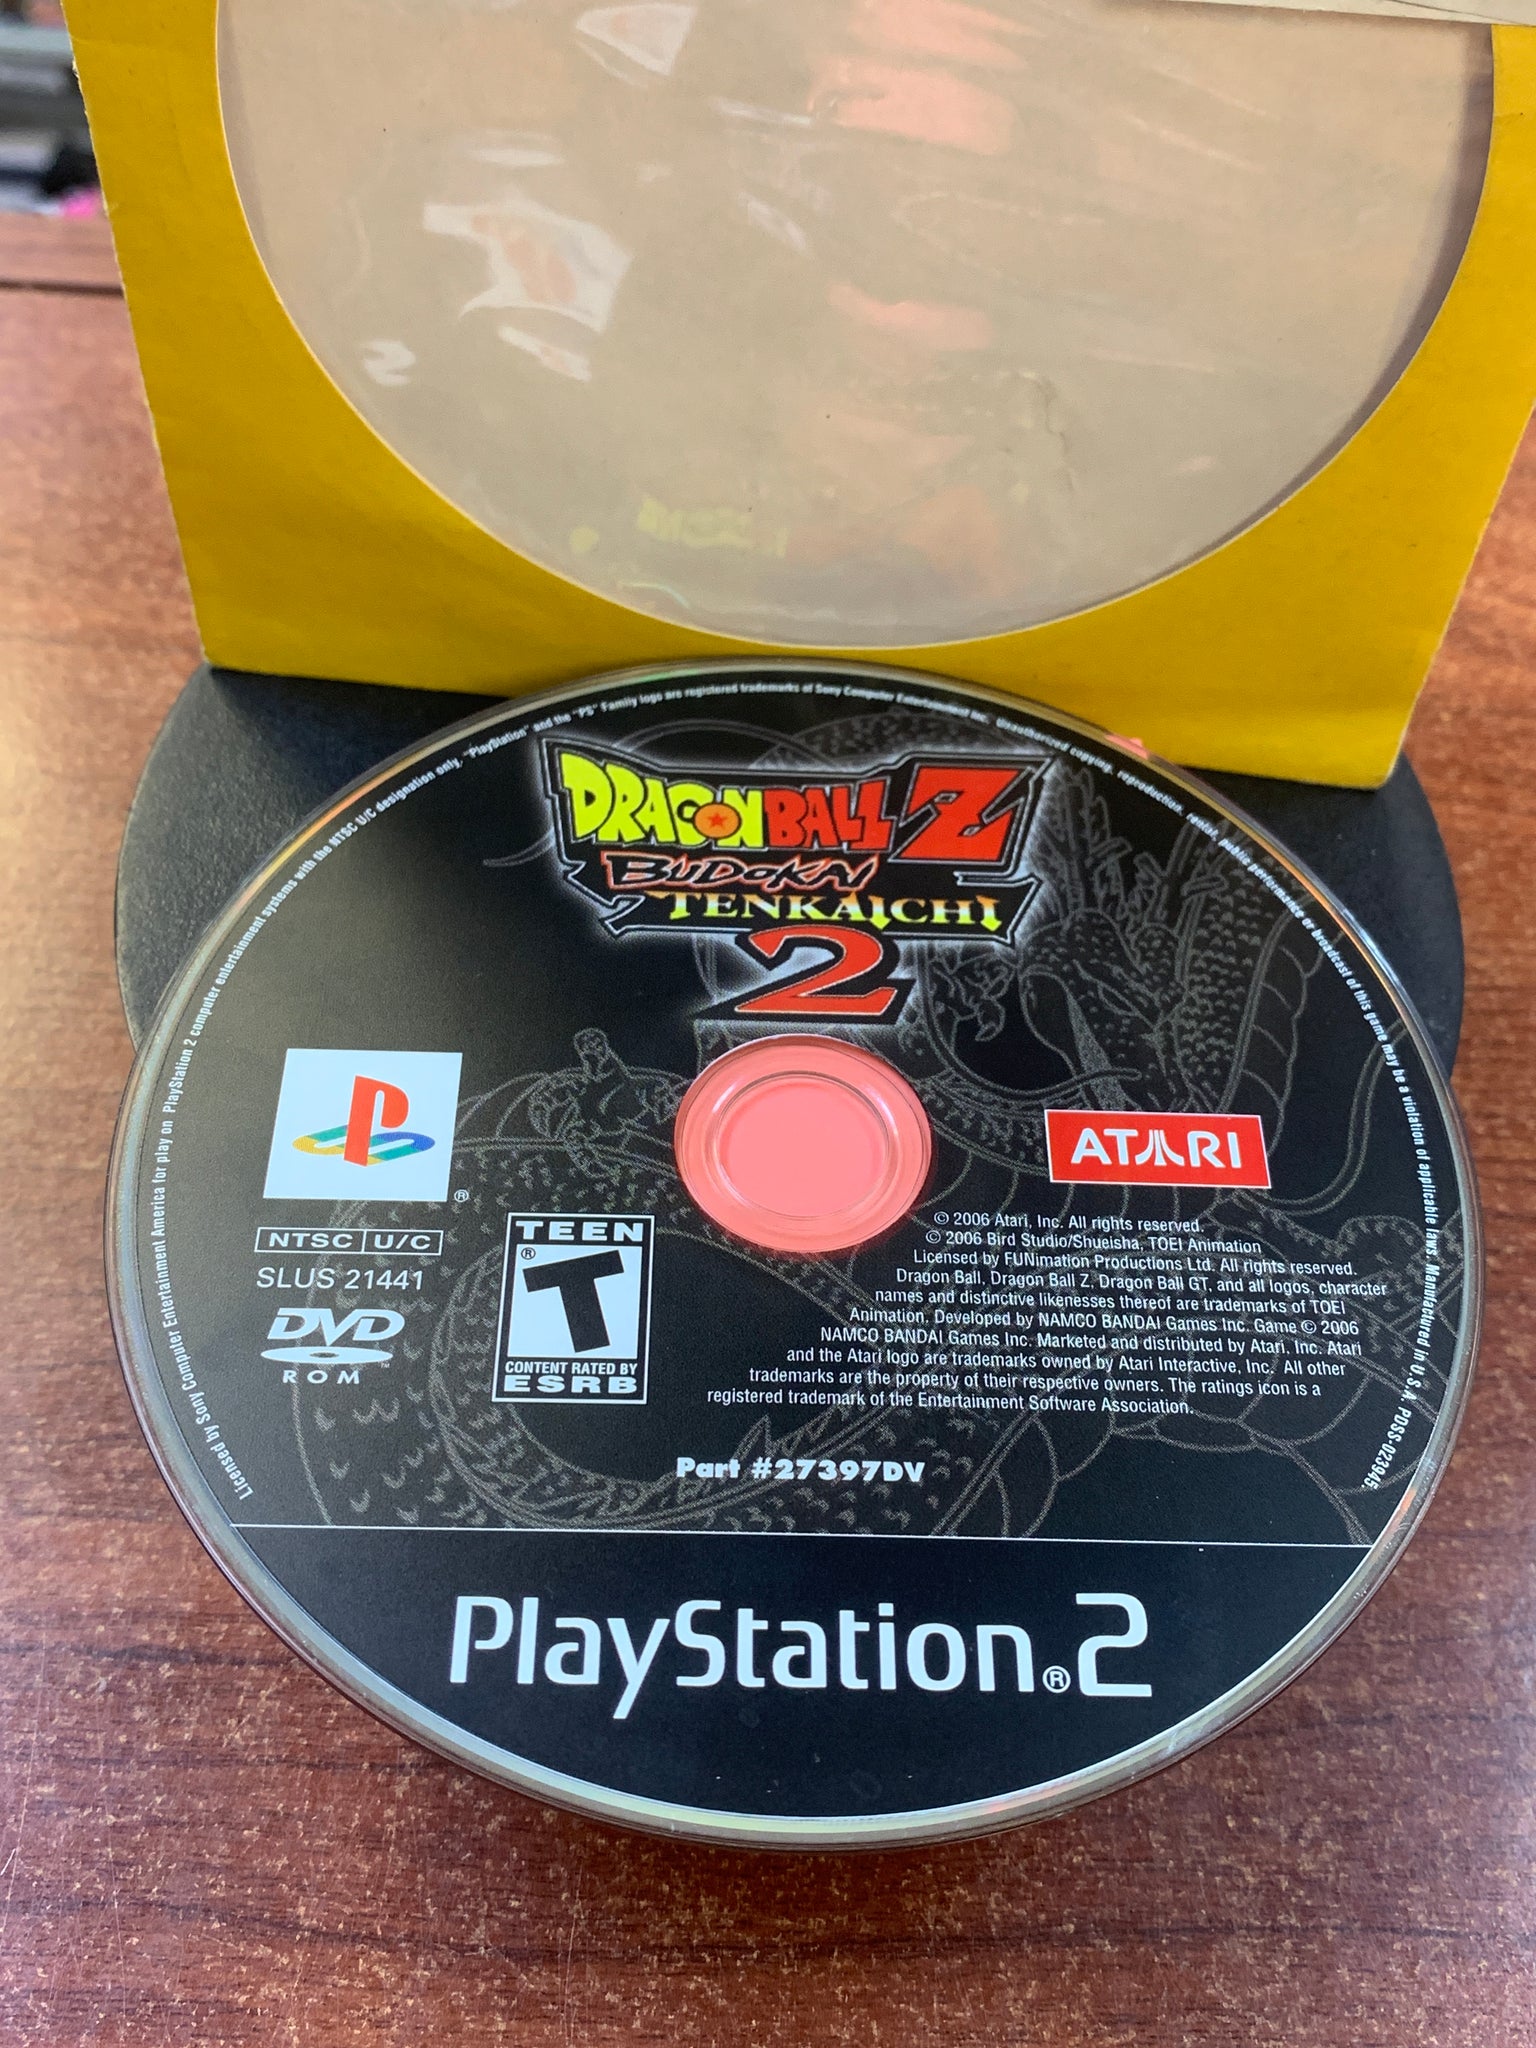 Licensed by Sony Computer Entertainment America for play on PlayStation 2 computer entertainment systems with the NTSC U/C designation only. "PlayStation" and the "PS" Family logo are registered trademarks of Sony Computer Entertainment Inc. Unauthorized copying, reproduction, rental, public performance or broadcast of this game may be a violation of applicable laws. Manufactured in U.S.A. PDSS-023945.
DRAGON BALL Z
BUDOKAI
TENKAICHI
2
®
ATARI
NTSC U/C
SLUS 21441
DVD
™
ROM
TEEN
®
T
CONTENT RATED BY
ESRB
© 2006 Atari, Inc. All rights reserved.
© 2006 Bird Studio/Shueisha, TOEI Animation
Licensed by FUNimation Productions Ltd. All rights reserved.
Dragon Ball, Dragon Ball Z, Dragon Ball GT, and all logos, character
names and distinctive likenesses thereof are trademarks of TOEI
Animation. Developed by NAMCO BANDAI Games Inc. Game © 2006
NAMCO BANDAI Games Inc. Marketed and distributed by Atari, Inc. Atari
and the Atari logo are trademarks owned by Atari Interactive, Inc. All other
trademarks are the property of their respective owners. The ratings icon is a
registered trademark of the Entertainment Software Association.
Part #27397DV
PlayStation®2